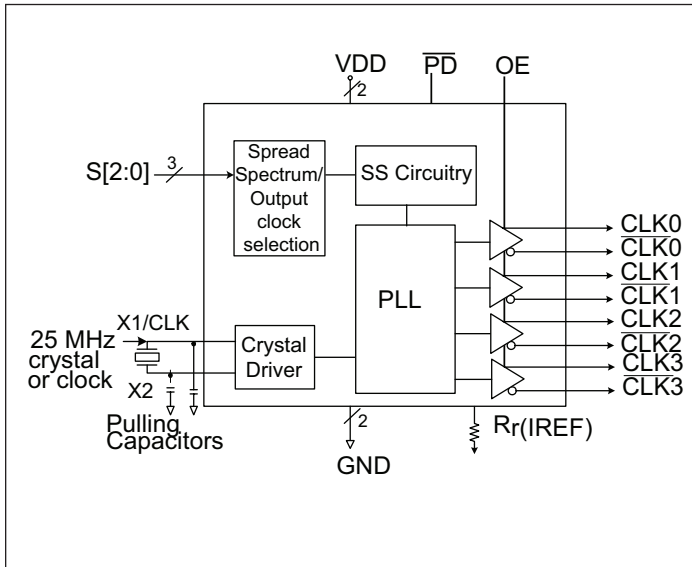 VDD
PD
OE
2
S[2:0]
3
Spread
Spectrum/
Output
clock
selection
SS Circuitry
CLK0
CLK0
CLK1
CLK1
CLK2
CLK2
CLK3
CLK3
PLL
X1/CLK
25 MHz
crystal
or clock
X2
Crystal
Driver
Pulling
Capacitors
2
GND
Rr(IREF)